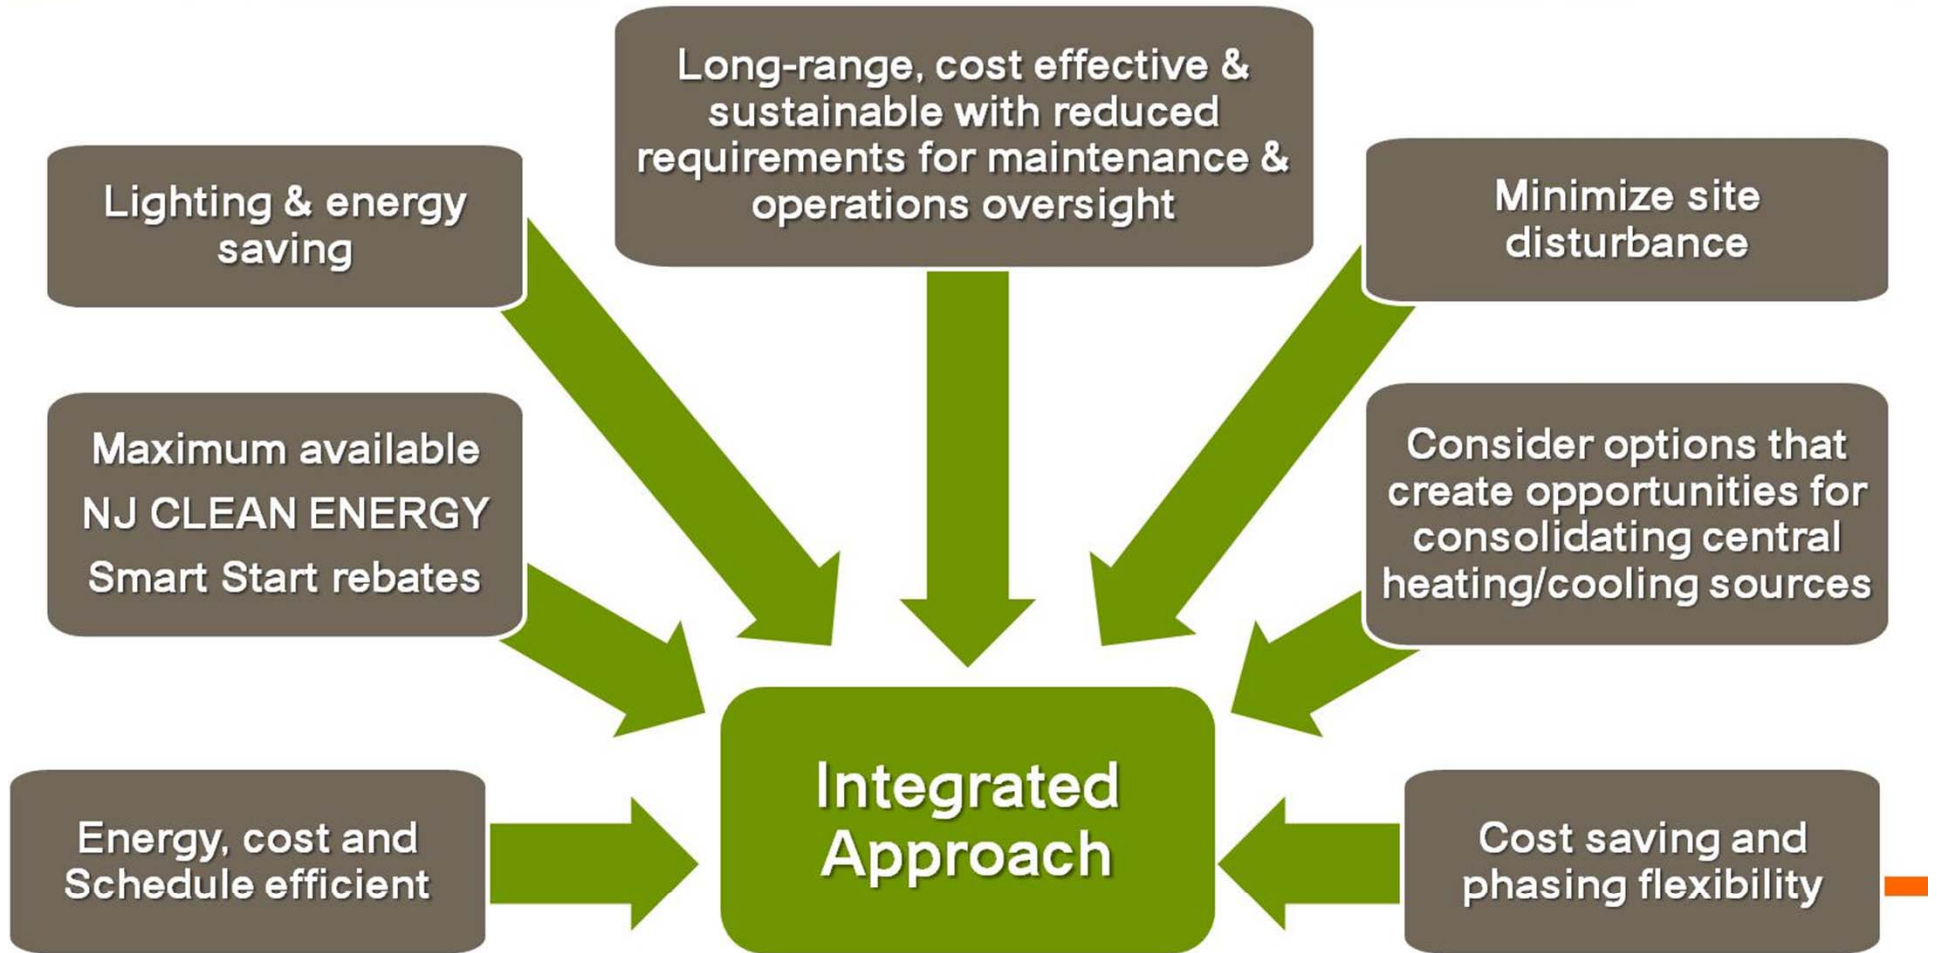 Long-range, cost effective &
sustainable with reduced
requirements for maintenance &
operations oversight
Lighting & energy
saving
Minimize site
disturbance
Maximum available
NJ CLEAN ENERGY
Smart Start rebates
Consider options that
create opportunities for
consolidating central
heating/cooling sources
Energy, cost and
Schedule efficient
Integrated
Approach
Cost saving and
phasing flexibility